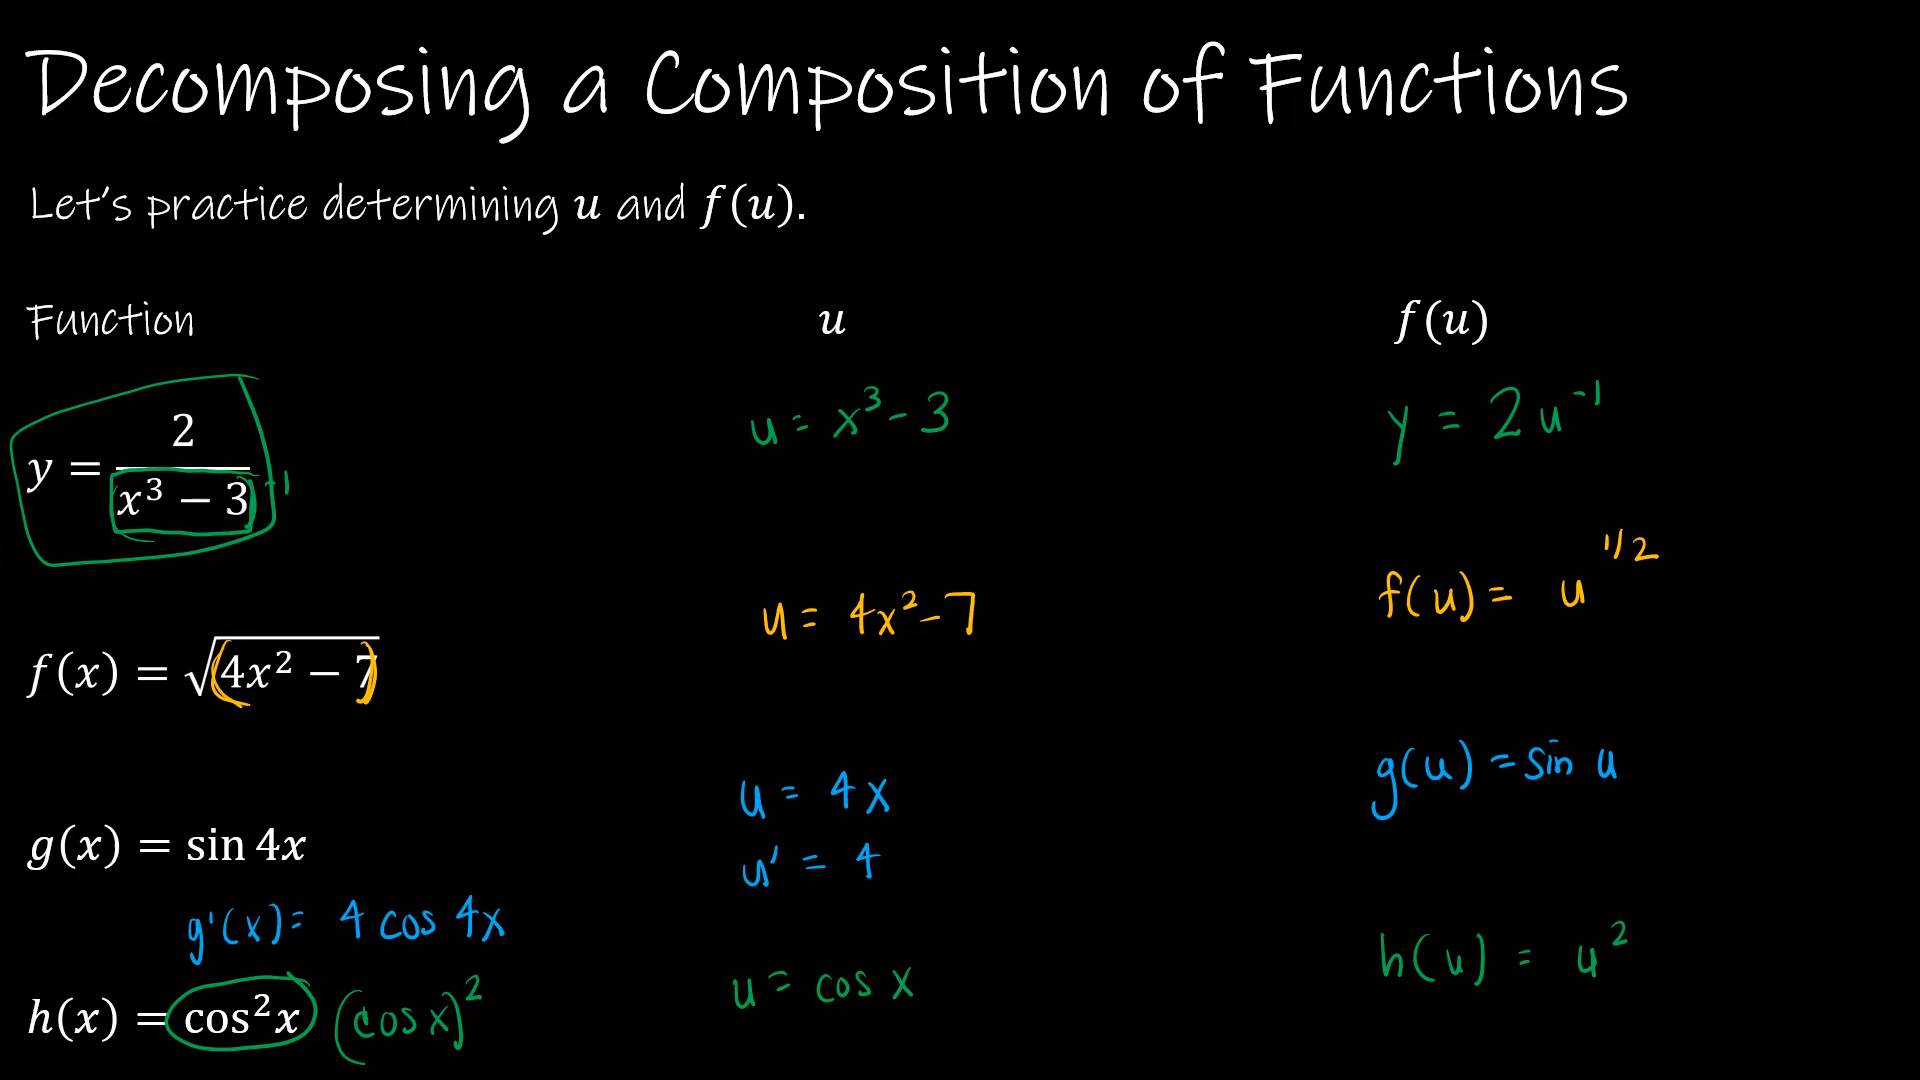 Decomposing a Composition of Functions
Let's practice determining u and f(u).
Function u f(u)
y = 2/(x³ − 3) ⁻¹ u = x³ − 3 y = 2u⁻¹
f(x) = √(4x² − 7) u = 4x² − 7 f(u) = u^1/2
g(x) = sin 4x u = 4x g(u) = sin u
u' = 4
g'(x) = 4 cos 4x
h(x) = cos²x (cos x)² u = cos x h(u) = u²